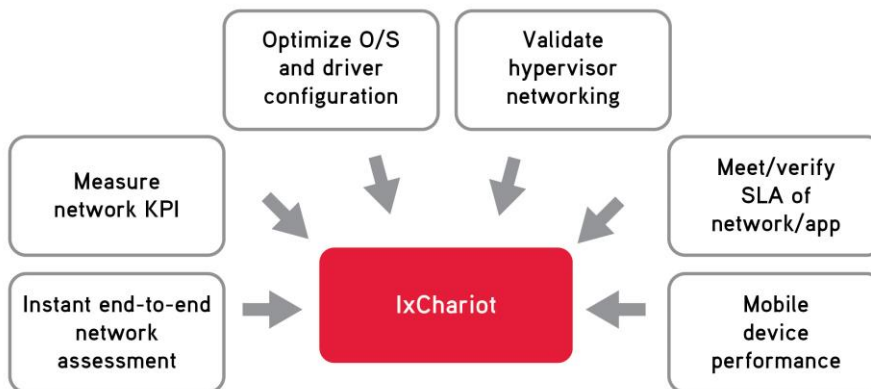 Optimize O/S
and driver
configuration
Validate
hypervisor
networking
Measure
network KPI
Meet/verify
SLA of
network/app
Instant end-to-end
network
assessment
IxChariot
Mobile
device
performance